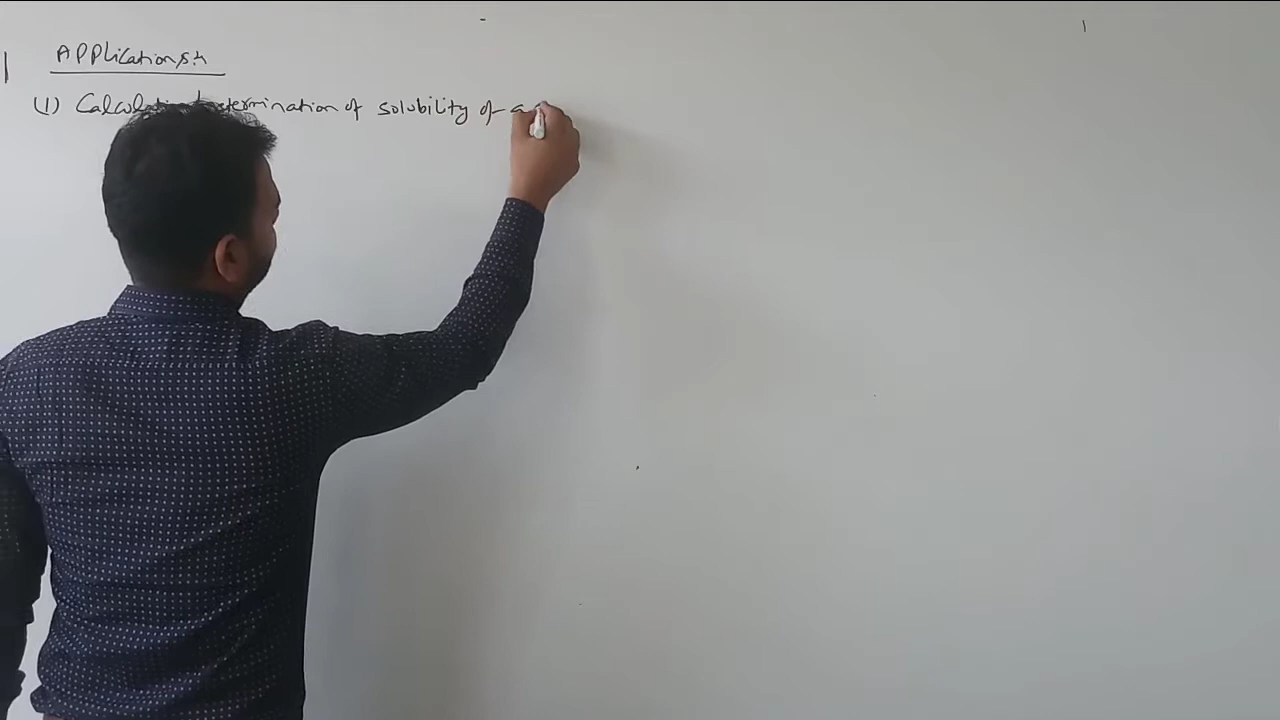 Applications:-
(1) Calculation determination of solubility of a